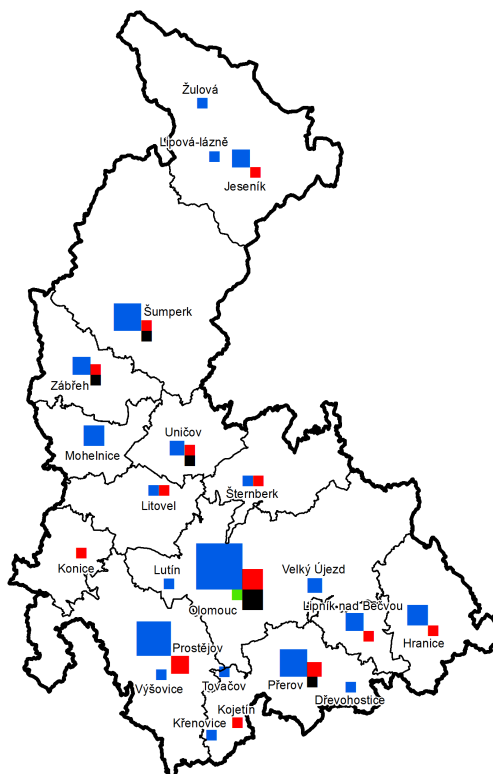 Žulová
Lipová-lázně
Jeseník
Šumperk
Zábřeh
Mohelnice
Uničov
Litovel
Šternberk
Konice
Lutín
Olomouc
Velký Újezd
Lipník nad Bečvou
Hranice
Prostějov
Výšovice
Tovačov
Přerov
Dřevohostice
Kojetín
Křenovice